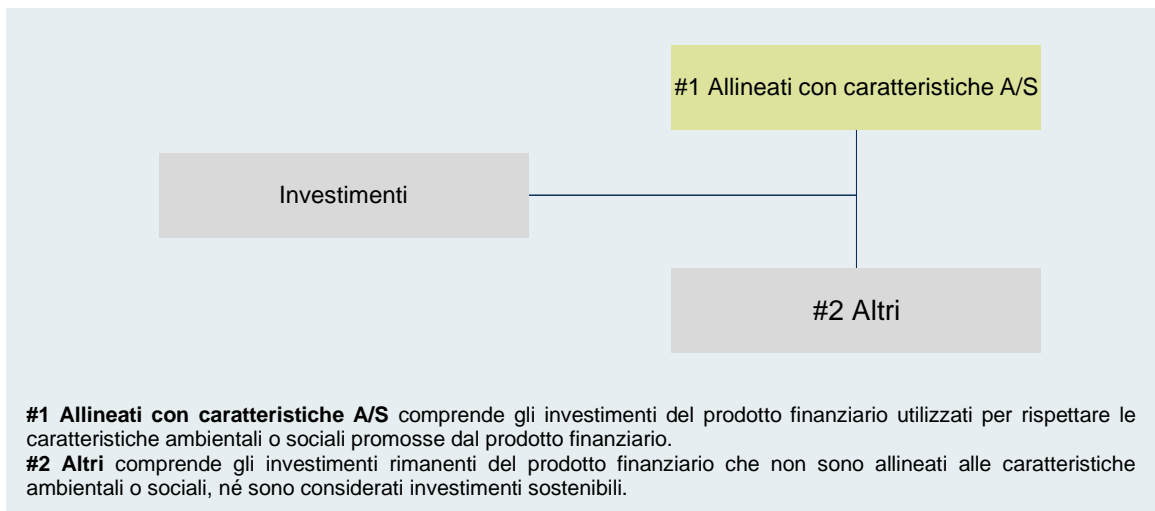 #1 Allineati con caratteristiche A/S
Investimenti
#2 Altri
#1 Allineati con caratteristiche A/S comprende gli investimenti del prodotto finanziario utilizzati per rispettare le
caratteristiche ambientali o sociali promosse dal prodotto finanziario.
#2 Altri comprende gli investimenti rimanenti del prodotto finanziario che non sono allineati alle caratteristiche
ambientali o sociali, né sono considerati investimenti sostenibili.